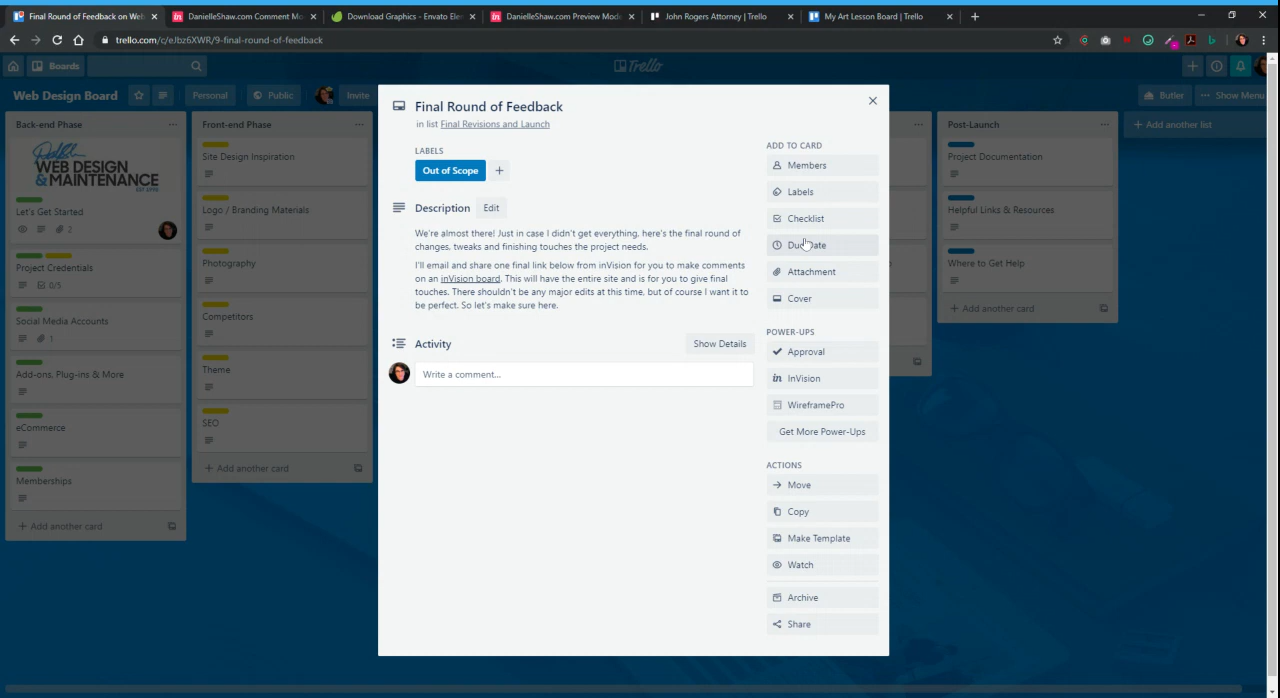 Final Round of Feedback on Web
DanielleShaw.com Comment Mo
Download Graphics - Envato Ele
DanielleShaw.com Preview Mode
John Rogers Attorney | Trello
My Art Lesson Board | Trello
trello.com/c/eJbz6XWR/9-final-round-of-feedback
Boards
Trello
Web Design Board
Personal
Public
Invite
Butler
Show Menu
Back-end Phase
WEB DESIGN
& MAINTENANCE
Let's Get Started
2
Project Credentials
0/5
Social Media Accounts
1
Add-ons, Plug-ins & More
eCommerce
Memberships
+ Add another card
Front-end Phase
Site Design Inspiration
Logo / Branding Materials
Photography
Competitors
Theme
SEO
+ Add another card
Final Round of Feedback
in list Final Revisions and Launch
LABELS
Out of Scope
Description
Edit
We're almost there! Just in case I didn't get everything, here's the final round of
changes, tweaks and finishing touches the project needs.
I'll email and share one final link below from inVision for you to make comments
on an inVision board. This will have the entire site and is for you to give final
touches. There shouldn't be any major edits at this time, but of course I want it to
be perfect. So let's make sure here.
Activity
Show Details
Write a comment...
ADD TO CARD
Members
Labels
Checklist
Due Date
Attachment
Cover
POWER-UPS
Approval
in InVision
WireframePro
Get More Power-Ups
ACTIONS
Move
Copy
Make Template
Watch
Archive
Share
Post-Launch
Project Documentation
Helpful Links & Resources
Where to Get Help
+ Add another card
+ Add another list